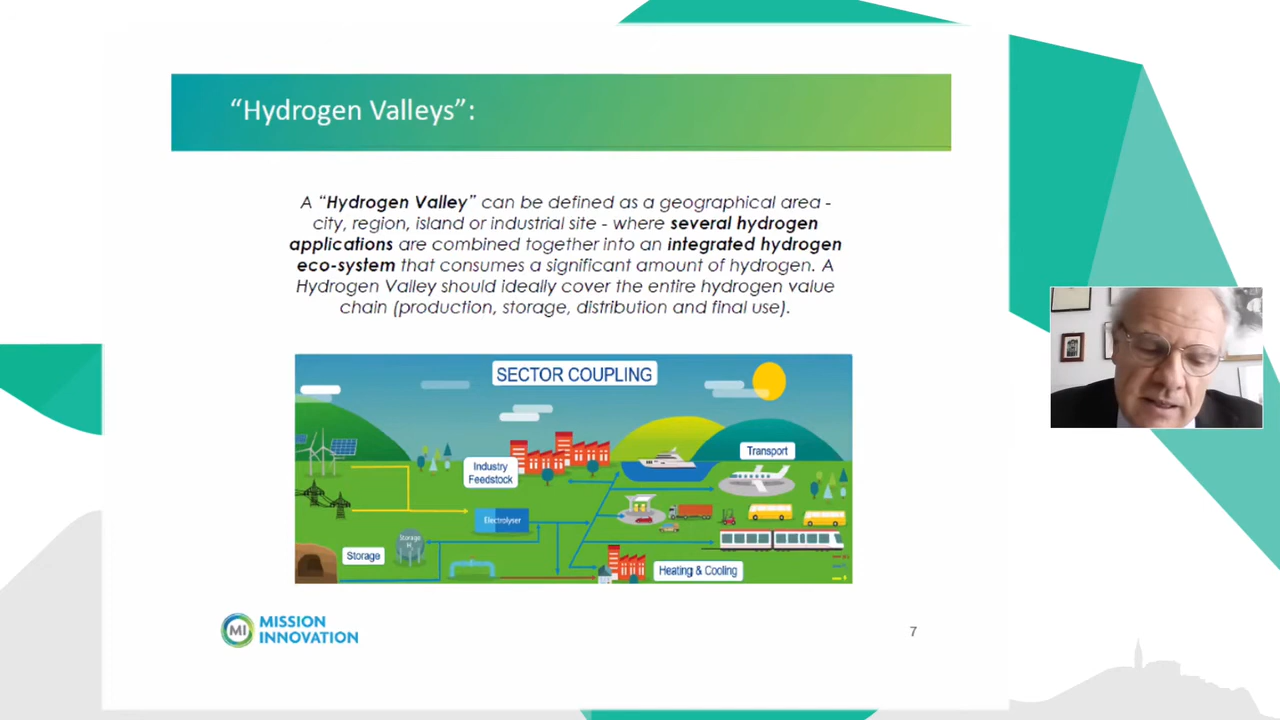 “Hydrogen Valleys”:
A “Hydrogen Valley” can be defined as a geographical area -
city, region, island or industrial site - where several hydrogen
applications are combined together into an integrated hydrogen
eco-system that consumes a significant amount of hydrogen. A
Hydrogen Valley should ideally cover the entire hydrogen value
chain (production, storage, distribution and final use).
SECTOR COUPLING
Transport
Industry
Feedstock
Electrolyser
Storage
Storage
Heating & Cooling
MI
MISSION
INNOVATION
7